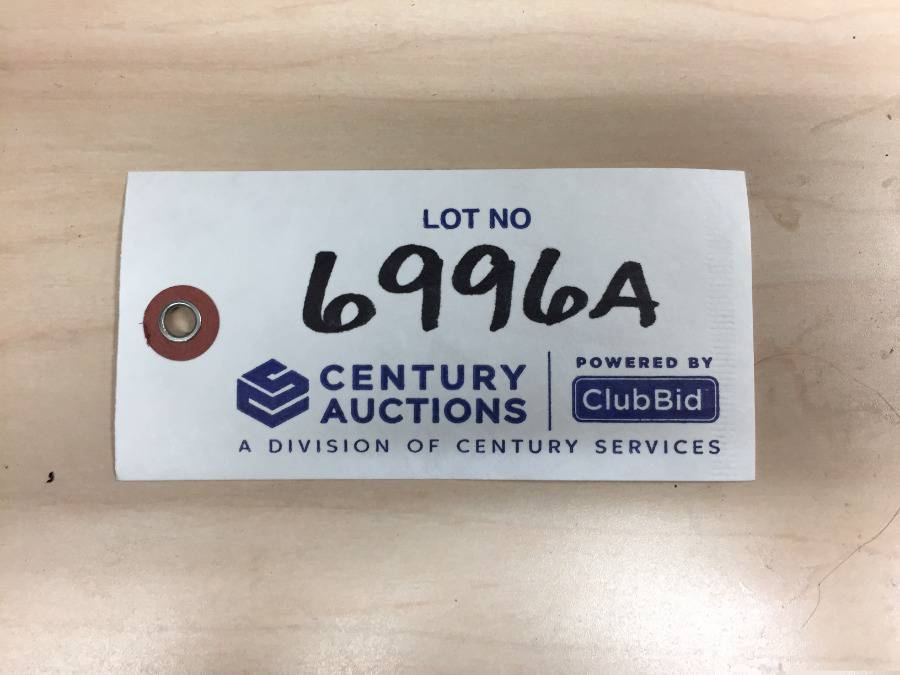 LOT NO
6996A
CENTURY AUCTIONS
POWERED BY
ClubBid
A DIVISION OF CENTURY SERVICES